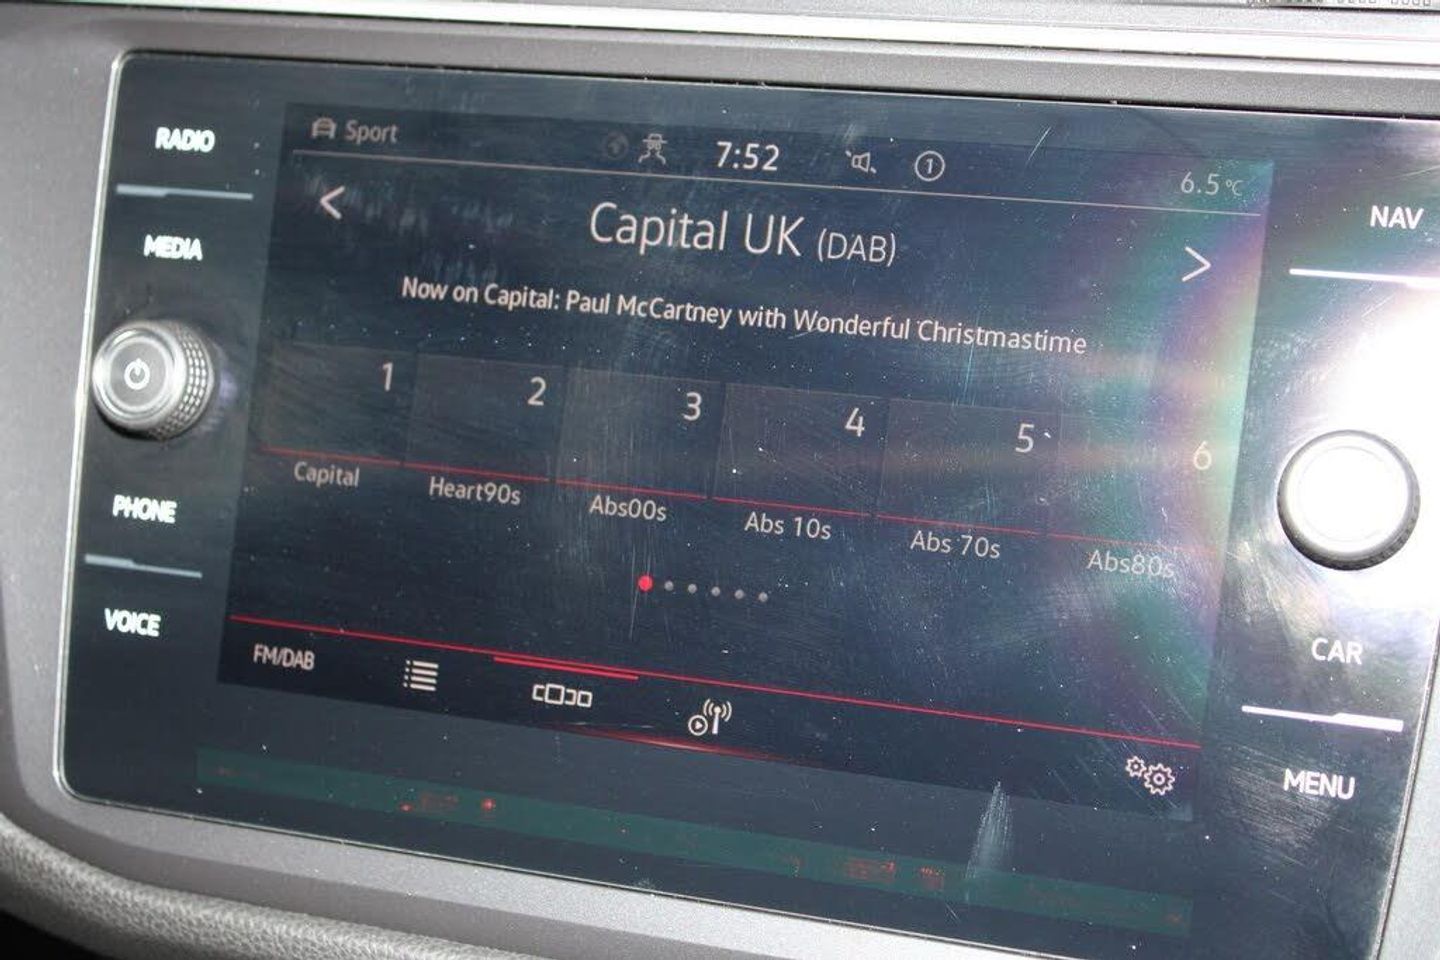 RADIO
MEDIA
PHONE
VOICE
Sport
7:52
1
6.5°C
Capital UK (DAB)
Now on Capital: Paul McCartney with Wonderful Christmastime
1 2 3 4 5 6
Capital Heart90s Abs00s Abs 10s Abs 70s Abs80s
FM/DAB
NAV
CAR
MENU